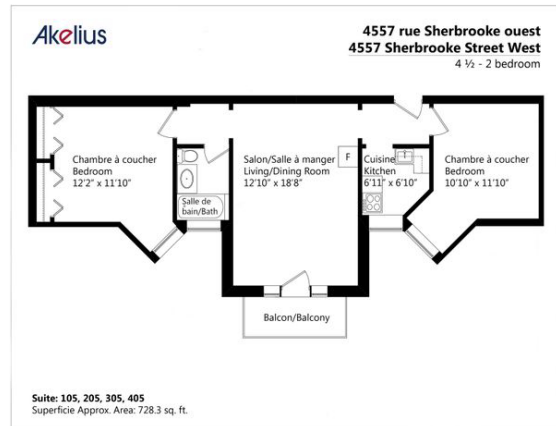 Akelius
4557 rue Sherbrooke ouest
4557 Sherbrooke Street West
4 ½ - 2 bedroom
Chambre à coucher
Bedroom
12'2" x 11'10"
Salle de
bain/Bath
Salon/Salle à manger
Living/Dining Room
12'10" x 18'8"
F
Cuisine
Kitchen
6'11" x 6'10"
Chambre à coucher
Bedroom
10'10" x 11'10"
Balcon/Balcony
Suite: 105, 205, 305, 405
Superficie Approx. Area: 728.3 sq. ft.